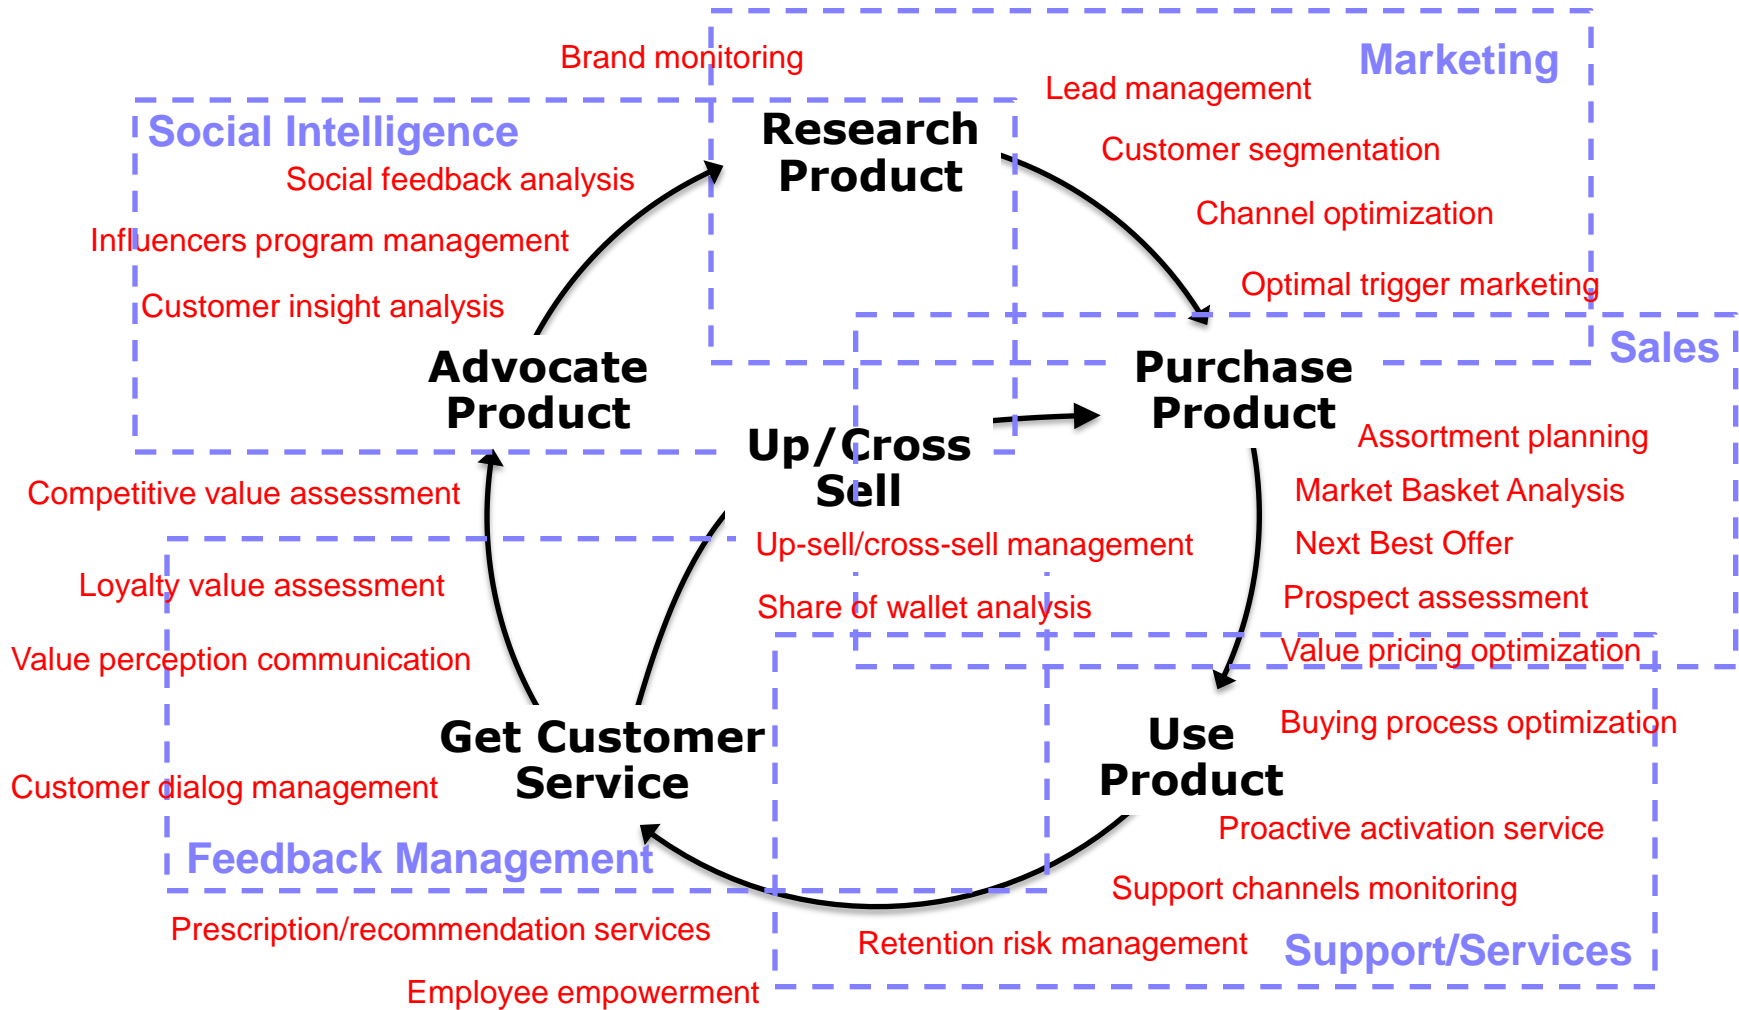 Brand monitoring
Marketing
Lead management
Social Intelligence
Research
Product
Customer segmentation
Social feedback analysis
Channel optimization
Influencers program management
Optimal trigger marketing
Customer insight analysis
Sales
Advocate
Product
Purchase
Product
Up/Cross
Sell
Assortment planning
Competitive value assessment
Market Basket Analysis
Up-sell/cross-sell management
Next Best Offer
Loyalty value assessment
Share of wallet analysis
Prospect assessment
Value perception communication
Value pricing optimization
Get Customer
Service
Use
Product
Buying process optimization
Customer dialog management
Proactive activation service
Feedback Management
Support channels monitoring
Prescription/recommendation services
Retention risk management
Support/Services
Employee empowerment